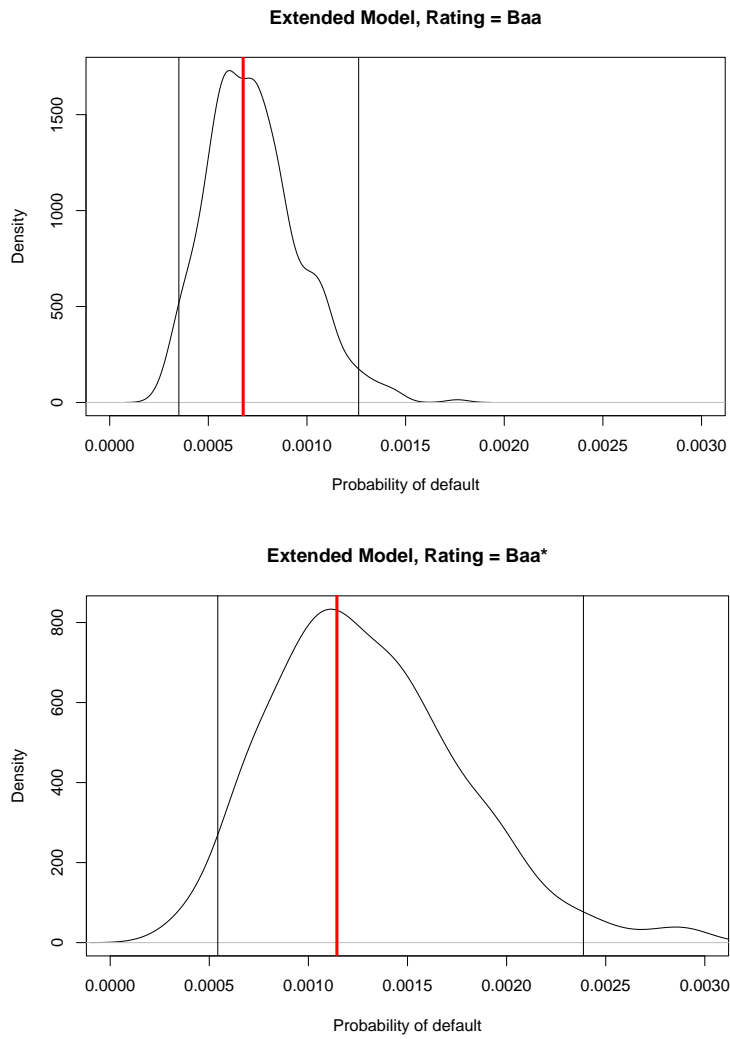 Extended Model, Rating = Baa
1500
1000
500
0
Density
0.0000 0.0005 0.0010 0.0015 0.0020 0.0025 0.0030
Probability of default
Extended Model, Rating = Baa*
800
600
400
200
0
Density
0.0000 0.0005 0.0010 0.0015 0.0020 0.0025 0.0030
Probability of default